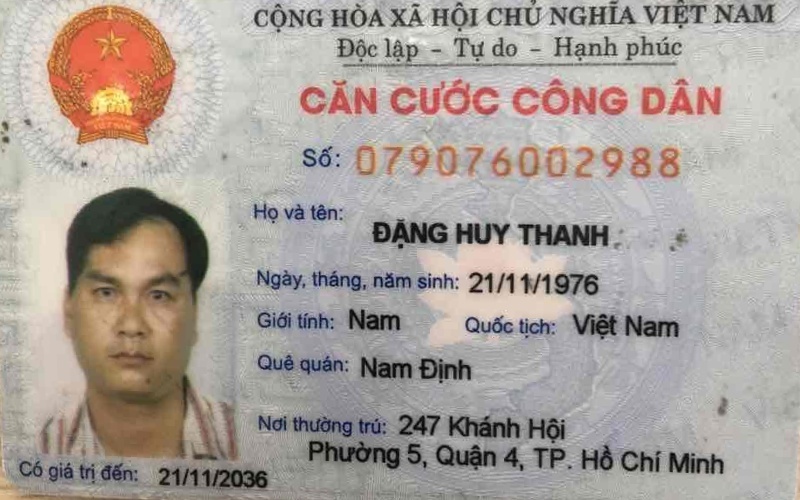 CỘNG HÒA XÃ HỘI CHỦ NGHĨA VIỆT NAM
Độc lập - Tự do - Hạnh phúc
CĂN CƯỚC CÔNG DÂN
Số: 079076002988
Họ và tên:
ĐẶNG HUY THANH
Ngày, tháng, năm sinh: 21/11/1976
Giới tính: Nam Quốc tịch: Việt Nam
Quê quán: Nam Định
Nơi thường trú: 247 Khánh Hội
Phường 5, Quận 4, TP. Hồ Chí Minh
Có giá trị đến: 21/11/2036